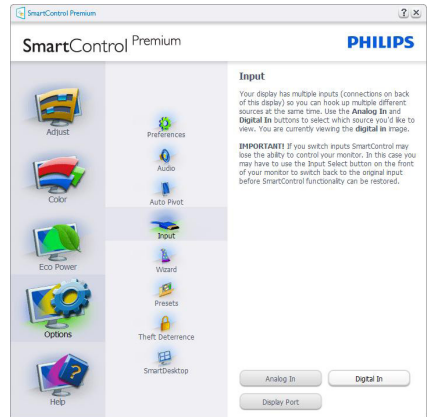 SmartControl Premium
SmartControl Premium
PHILIPS
Adjust
Color
Eco Power
Options
Help
Preferences
Audio
Auto Pivot
Input
Wizard
Presets
Theft Deterrence
SmartDesktop
Input
Your display has multiple inputs (connections on back
of this display) so you can hook up multiple different
sources at the same time. Use the Analog In and
Digital In buttons to select which source you'd like to
view. You are currently viewing the digital in image.
IMPORTANT! If you switch inputs SmartControl may
lose the ability to control your monitor. In this case you
may have to use the Input Select button on the front
of your monitor to switch back to the original input
before SmartControl functionality can be restored.
Analog In
Digital In
Display Port